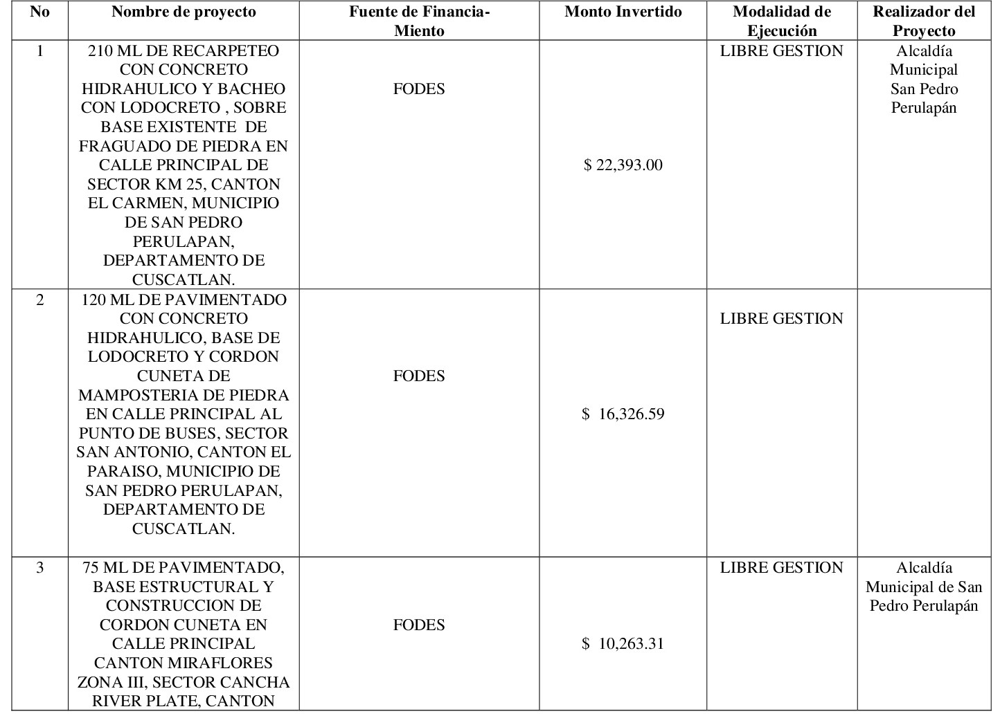 No
Nombre de proyecto
Fuente de Financia-
Miento
Monto Invertido
Modalidad de
Ejecución
Realizador del
Proyecto
1
210 ML DE RECARPETEO
CON CONCRETO
HIDRAHULICO Y BACHEO
CON LODOCRETO , SOBRE
BASE EXISTENTE DE
FRAGUADO DE PIEDRA EN
CALLE PRINCIPAL DE
SECTOR KM 25, CANTON
EL CARMEN, MUNICIPIO
DE SAN PEDRO
PERULAPAN,
DEPARTAMENTO DE
CUSCATLAN.
FODES
$ 22,393.00
LIBRE GESTION
Alcaldía
Municipal
San Pedro
Perulapán
2
120 ML DE PAVIMENTADO
CON CONCRETO
HIDRAHULICO, BASE DE
LODOCRETO Y CORDON
CUNETA DE
MAMPOSTERIA DE PIEDRA
EN CALLE PRINCIPAL AL
PUNTO DE BUSES, SECTOR
SAN ANTONIO, CANTON EL
PARAISO, MUNICIPIO DE
SAN PEDRO PERULAPAN,
DEPARTAMENTO DE
CUSCATLAN.
FODES
$ 16,326.59
LIBRE GESTION
3
75 ML DE PAVIMENTADO,
BASE ESTRUCTURAL Y
CONSTRUCCION DE
CORDON CUNETA EN
CALLE PRINCIPAL
CANTON MIRAFLORES
ZONA III, SECTOR CANCHA
RIVER PLATE, CANTON
FODES
$ 10,263.31
LIBRE GESTION
Alcaldía
Municipal de San
Pedro Perulapán